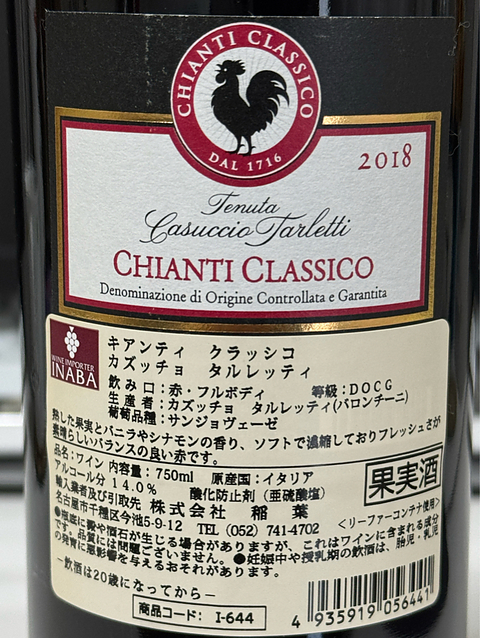 CHIANTI CLASSICO
DAL 1716
2018
Tenuta
Casuccio Tarletti
CHIANTI CLASSICO
Denominazione di Origine Controllata e Garantita
WINE IMPORTER
INABA
キアンティ クラッシコ
カズッチョ タルレッティ
飲み口：赤・フルボディ 等級：DOCG
生産者：カズッチョ タルレッティ(バロンチーニ)
葡萄品種：サンジョヴェーゼ
熟した果実とバニラやシナモンの香り、ソフトで濃縮しておりフレッシュさが
素晴らしいバランスの良い赤です。
品名：ワイン 内容量：750ml 原産国：イタリア
アルコール分 14.0% 酸化防止剤（亜硫酸塩）
果実酒
輸入業者及び引取先 株式会社 稲葉
名古屋市千種区今池5-9-12 TEL（052）741-4702
＜リーファーコンテナ使用＞
●瓶底に澱や酒石が生じる場合がありますが、これはワインに含まれる成分
です。品質には問題ございません。●妊娠中や授乳期の飲酒は、胎児・乳児
の発育に悪影響を与えるおそれがあります。
－飲酒は20歳になってから－
商品コード： I-644
4 935919 056441